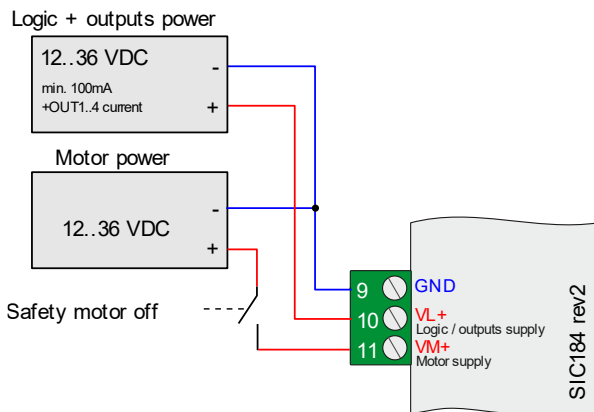 Logic + outputs power
12..36 VDC
-
min. 100mA
+OUT1..4 current
+
Motor power
-
12..36 VDC
+
Safety motor off
9 GND
10 VL+
Logic / outputs supply
11 VM+
Motor supply
SIC184 rev2